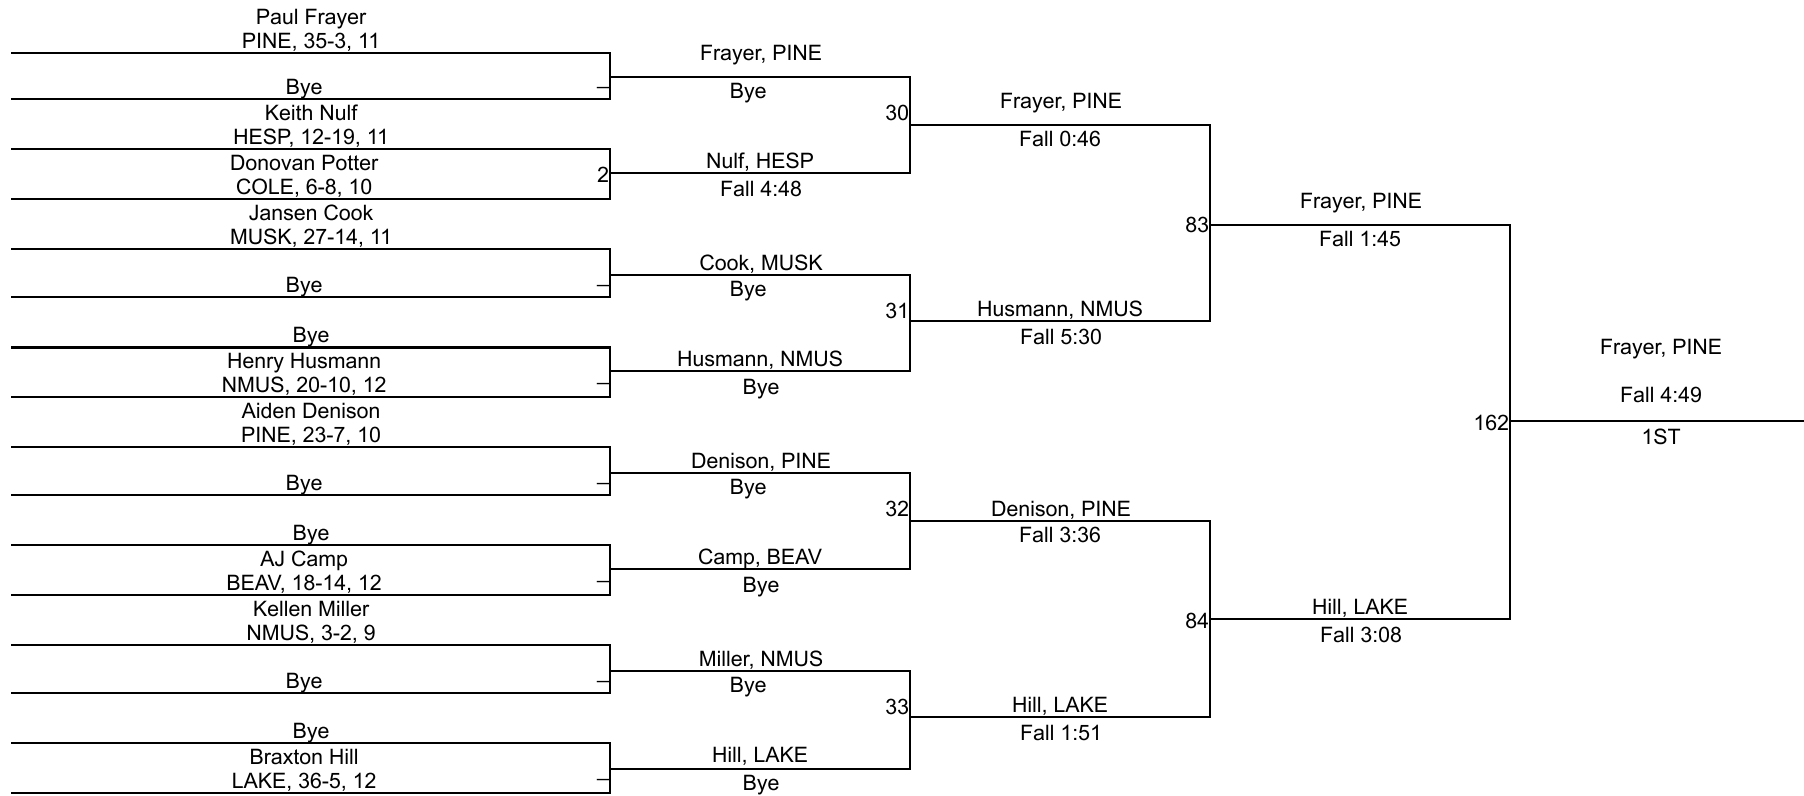 Paul Frayer
PINE, 35-3, 11
Bye
Keith Nulf
HESP, 12-19, 11
Donovan Potter
COLE, 6-8, 10
Jansen Cook
MUSK, 27-14, 11
Bye
Bye
Henry Husmann
NMUS, 20-10, 12
Aiden Denison
PINE, 23-7, 10
Bye
Bye
AJ Camp
BEAV, 18-14, 12
Kellen Miller
NMUS, 3-2, 9
Bye
Bye
Braxton Hill
LAKE, 36-5, 12
2
Frayer, PINE
Bye
Nulf, HESP
Fall 4:48
Cook, MUSK
Bye
Husmann, NMUS
Bye
Denison, PINE
Bye
Camp, BEAV
Bye
Miller, NMUS
Bye
Hill, LAKE
Bye
30
31
32
33
Frayer, PINE
Fall 0:46
Husmann, NMUS
Fall 5:30
Denison, PINE
Fall 3:36
Hill, LAKE
Fall 1:51
83
84
Frayer, PINE
Fall 1:45
Hill, LAKE
Fall 3:08
162
Frayer, PINE
Fall 4:49
1ST